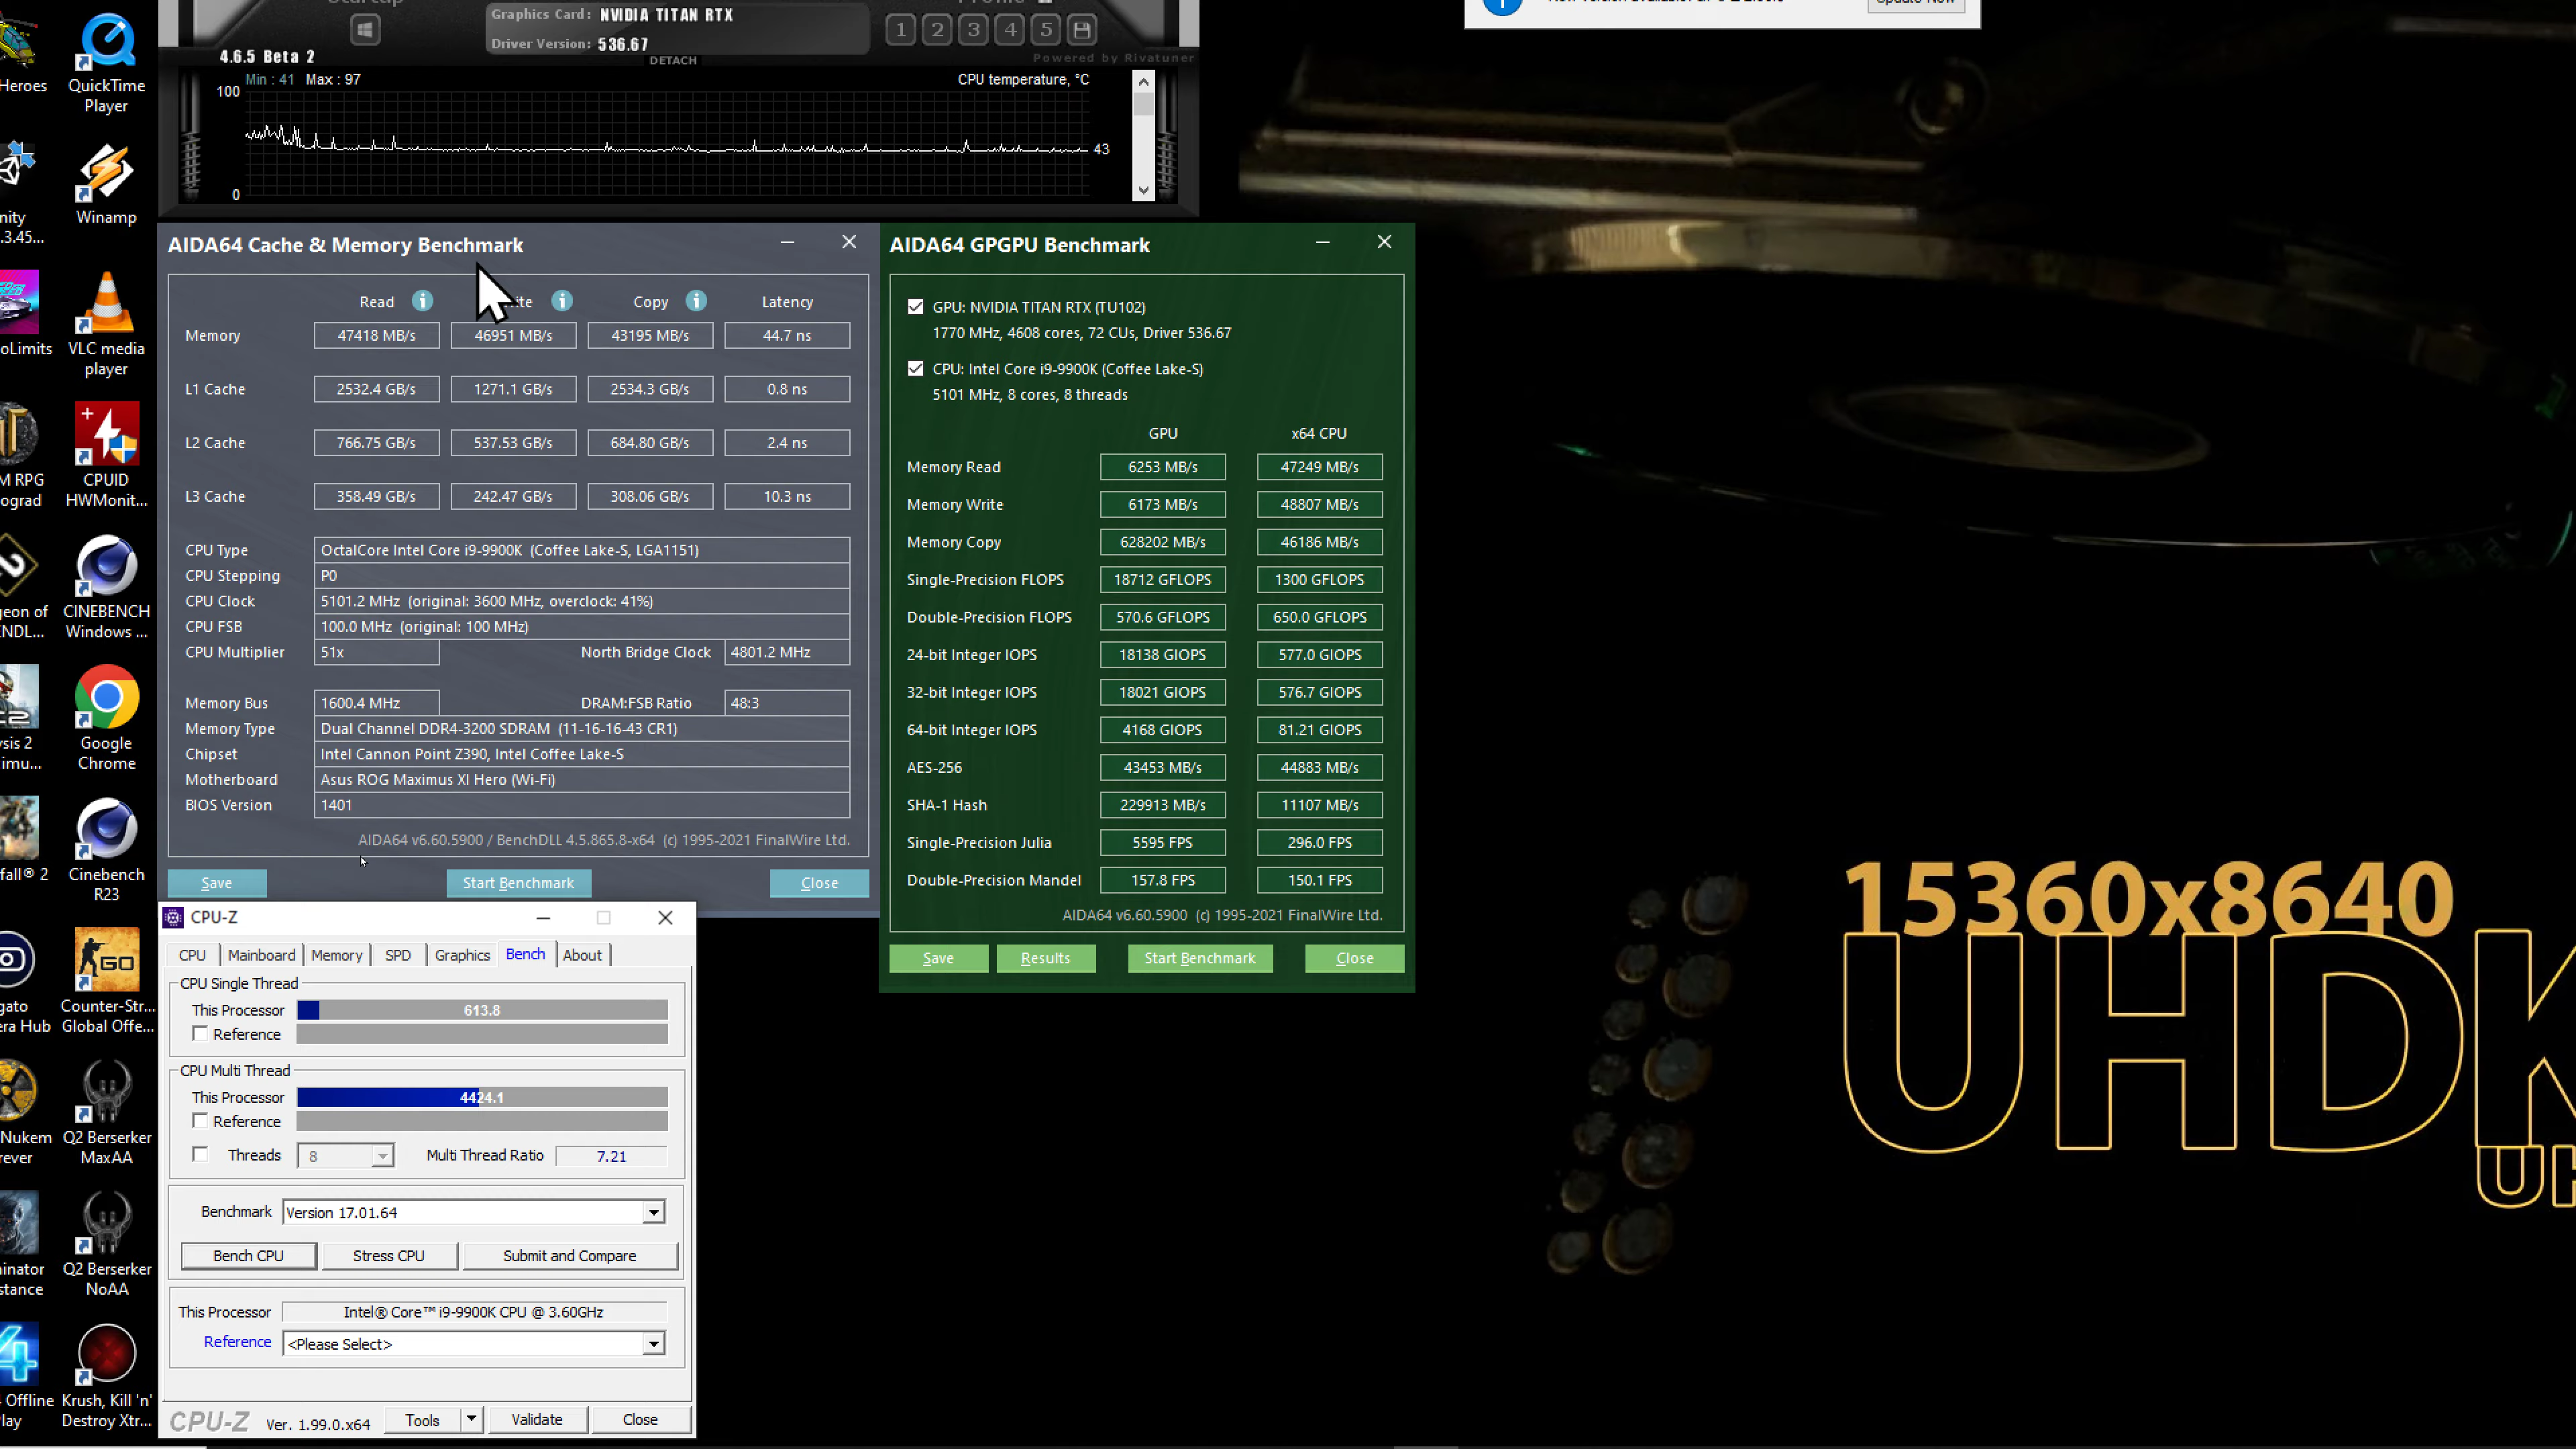 Startup
Graphics Card: NVIDIA TITAN RTX
Driver Version: 536.67
Profile
1 2 3 4 5
4.6.5 Beta 2
DETACH
Powered by Rivatuner
Min : 41 Max : 97
CPU temperature, °C
100
43
0
Update Now
Heroes
QuickTime Player
nity
.3.45...
Winamp
oLimits
VLC media player
M RPG
ograd
CPUID HWMonit...
geon of
ENDL...
CINEBENCH Windows ...
ysis 2
imu...
Google Chrome
fall® 2
Cinebench R23
gato
era Hub
GO
Counter-Str... Global Offe...
Nukem
rever
Q2 Berserker MaxAA
minator
stance
Q2 Berserker NoAA
4 Offline
lay
Krush, Kill 'n' Destroy Xtr...
AIDA64 Cache & Memory Benchmark
Read Copy Latency
Memory 47418 MB/s 46951 MB/s 43195 MB/s 44.7 ns
L1 Cache 2532.4 GB/s 1271.1 GB/s 2534.3 GB/s 0.8 ns
L2 Cache 766.75 GB/s 537.53 GB/s 684.80 GB/s 2.4 ns
L3 Cache 358.49 GB/s 242.47 GB/s 308.06 GB/s 10.3 ns
CPU Type OctalCore Intel Core i9-9900K (Coffee Lake-S, LGA1151)
CPU Stepping P0
CPU Clock 5101.2 MHz (original: 3600 MHz, overclock: 41%)
CPU FSB 100.0 MHz (original: 100 MHz)
CPU Multiplier 51x North Bridge Clock 4801.2 MHz
Memory Bus 1600.4 MHz DRAM:FSB Ratio 48:3
Memory Type Dual Channel DDR4-3200 SDRAM (11-16-16-43 CR1)
Chipset Intel Cannon Point Z390, Intel Coffee Lake-S
Motherboard Asus ROG Maximus XI Hero (Wi-Fi)
BIOS Version 1401
AIDA64 v6.60.5900 / BenchDLL 4.5.865.8-x64 (c) 1995-2021 FinalWire Ltd.
Save Start Benchmark Close
AIDA64 GPGPU Benchmark
GPU: NVIDIA TITAN RTX (TU102)
1770 MHz, 4608 cores, 72 CUs, Driver 536.67
CPU: Intel Core i9-9900K (Coffee Lake-S)
5101 MHz, 8 cores, 8 threads
GPU x64 CPU
Memory Read 6253 MB/s 47249 MB/s
Memory Write 6173 MB/s 48807 MB/s
Memory Copy 628202 MB/s 46186 MB/s
Single-Precision FLOPS 18712 GFLOPS 1300 GFLOPS
Double-Precision FLOPS 570.6 GFLOPS 650.0 GFLOPS
24-bit Integer IOPS 18138 GIOPS 577.0 GIOPS
32-bit Integer IOPS 18021 GIOPS 576.7 GIOPS
64-bit Integer IOPS 4168 GIOPS 81.21 GIOPS
AES-256 43453 MB/s 44883 MB/s
SHA-1 Hash 229913 MB/s 11107 MB/s
Single-Precision Julia 5595 FPS 296.0 FPS
Double-Precision Mandel 157.8 FPS 150.1 FPS
AIDA64 v6.60.5900 (c) 1995-2021 FinalWire Ltd.
Save Results Start Benchmark Close
CPU-Z
CPU Mainboard Memory SPD Graphics Bench About
CPU Single Thread
This Processor 613.8
Reference
CPU Multi Thread
This Processor 4424.1
Reference
Threads 8 Multi Thread Ratio 7.21
Benchmark Version 17.01.64
Bench CPU Stress CPU Submit and Compare
This Processor Intel® Core™ i9-9900K CPU @ 3.60GHz
Reference <Please Select>
CPU-Z Ver. 1.99.0.x64 Tools Validate Close
15360x8640
UHDK
UH